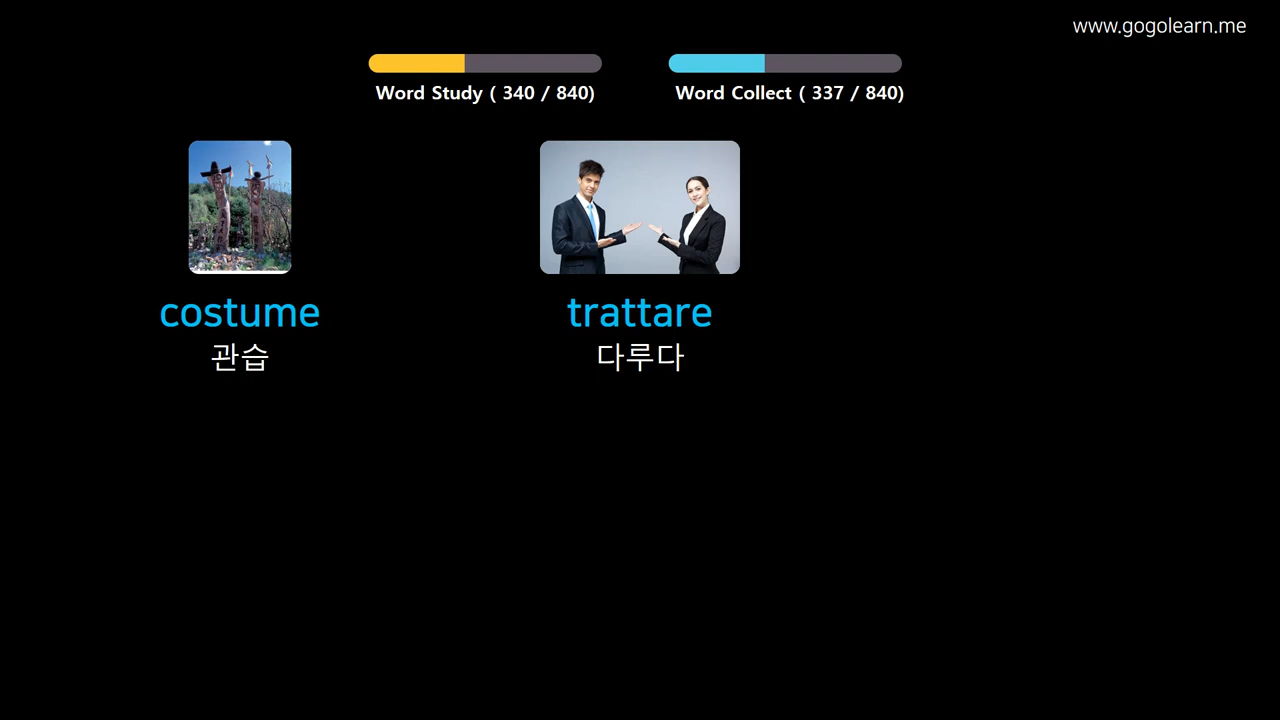 www.gogolearn.me
Word Study ( 340 / 840)
Word Collect ( 337 / 840)
costume
관습
trattare
다루다